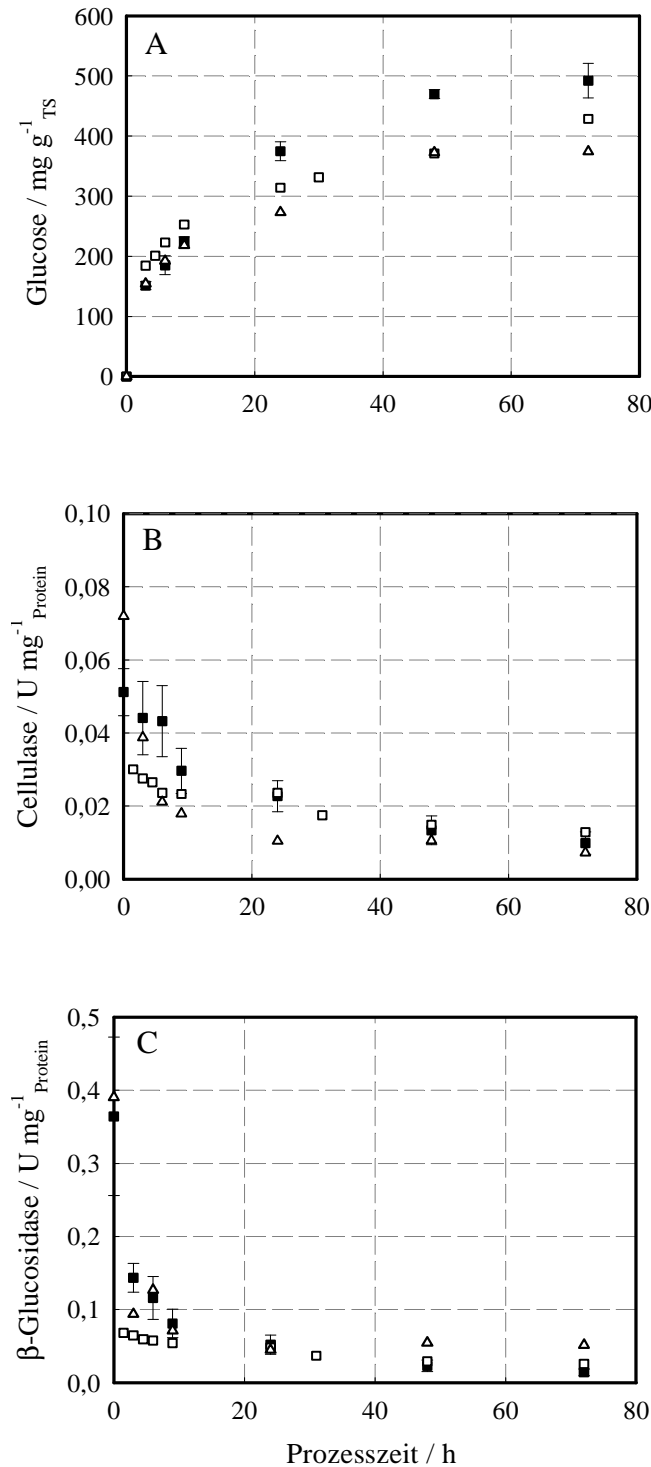 A
600
500
400
300
200
100
0
Glucose / mg g-1 TS
0 20 40 60 80
B
0,10
0,08
0,06
0,04
0,02
0,00
Cellulase / U mg-1 Protein
0 20 40 60 80
C
0,5
0,4
0,3
0,2
0,1
0,0
β-Glucosidase / U mg-1 Protein
0 20 40 60 80
Prozesszeit / h